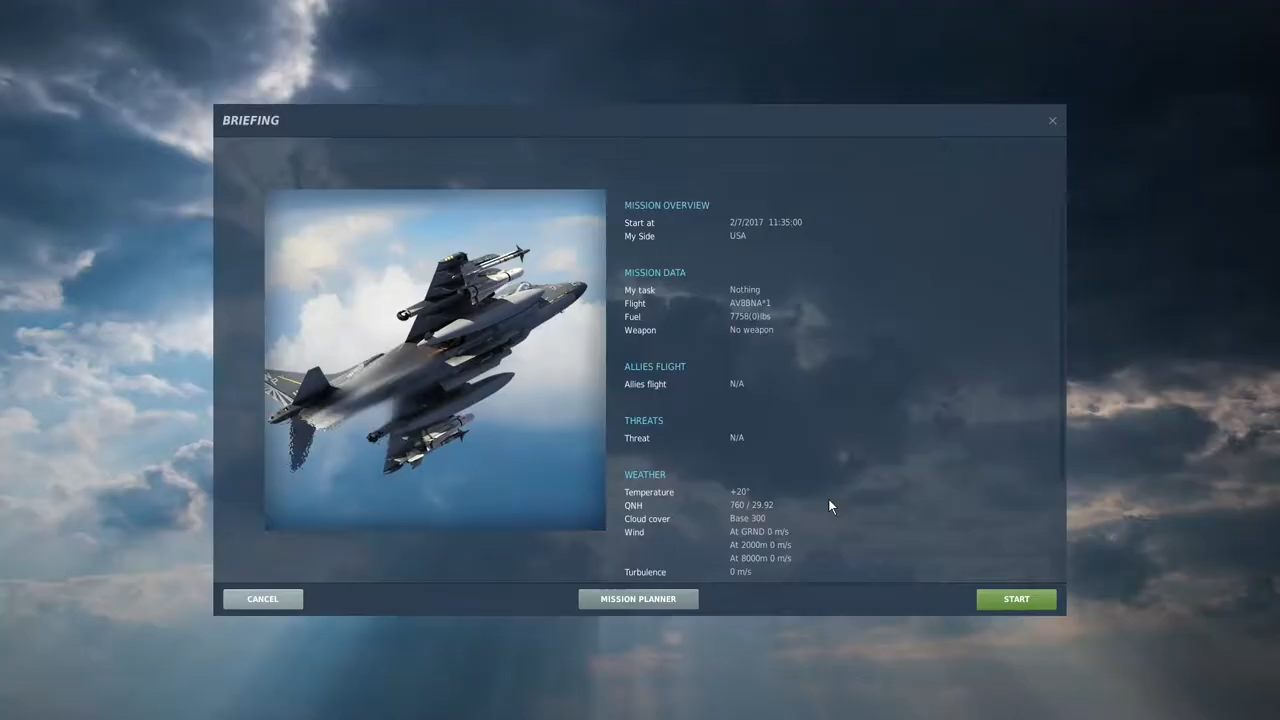 BRIEFING
MISSION OVERVIEW
Start at 2/7/2017 11:35:00
My Side USA
MISSION DATA
My task Nothing
Flight AV8BNA*1
Fuel 7758(0)lbs
Weapon No weapon
ALLIES FLIGHT
Allies flight N/A
THREATS
Threat N/A
WEATHER
Temperature +20°
QNH 760 / 29.92
Cloud cover Base 300
Wind At GRND 0 m/s
At 2000m 0 m/s
At 8000m 0 m/s
Turbulence 0 m/s
CANCEL MISSION PLANNER START